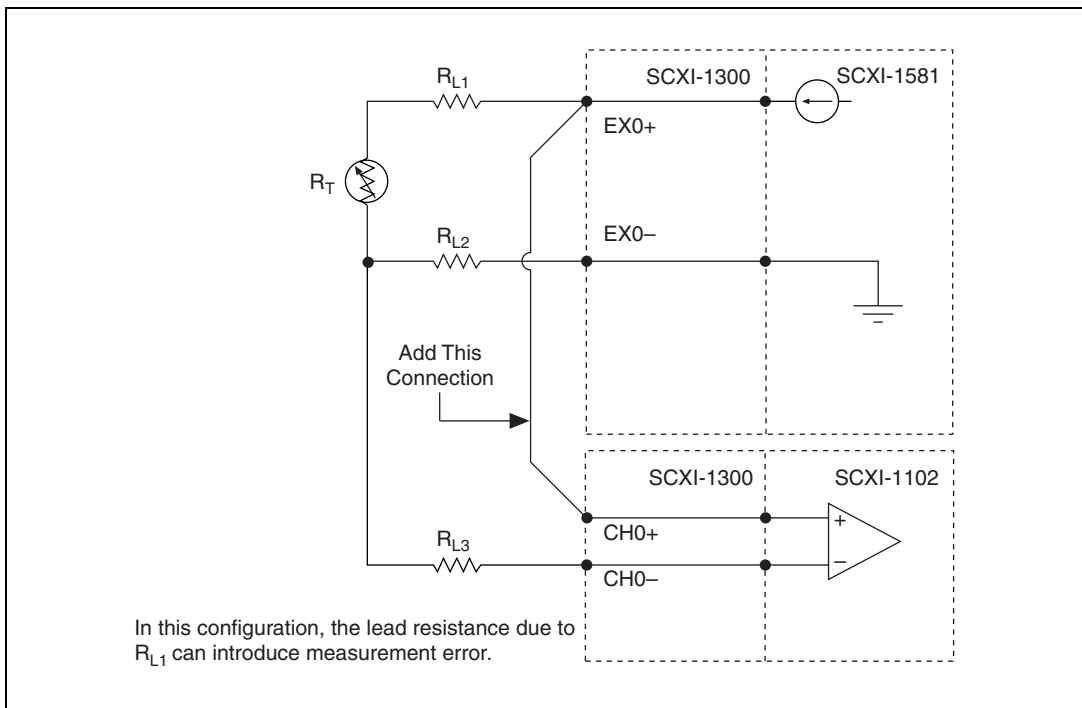 SCXI-1300
SCXI-1581
RL1
EX0+
RT
RL2
EX0–
Add This
Connection
SCXI-1300
SCXI-1102
+
CH0+
RL3
–
CH0–
In this configuration, the lead resistance due to
RL1 can introduce measurement error.